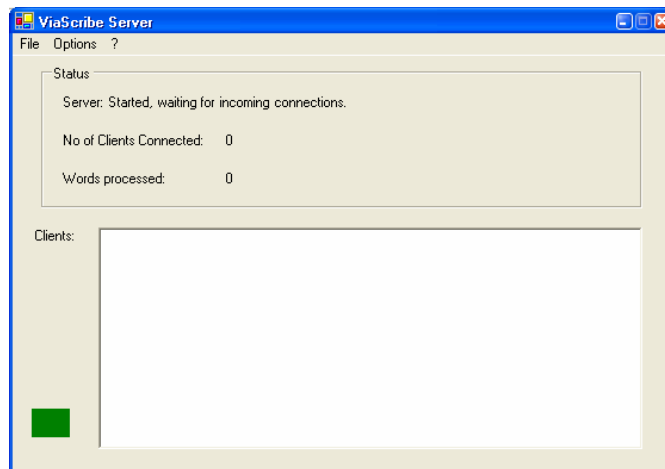 ViaScribe Server
File Options ?
Status
Server: Started, waiting for incoming connections.
No of Clients Connected: 0
Words processed: 0
Clients: